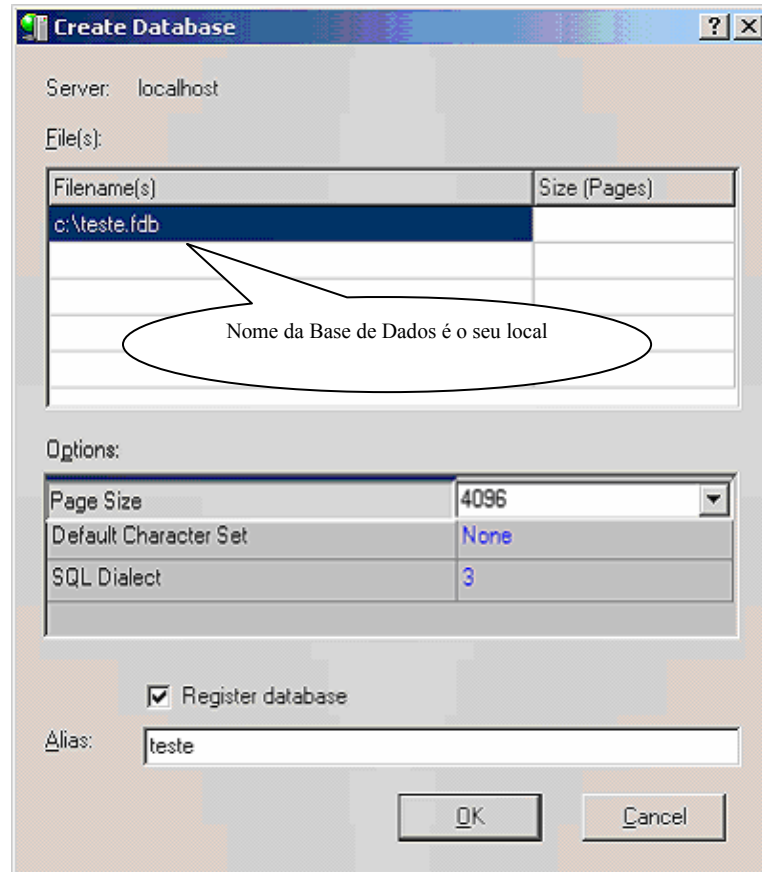 Create Database
Server: localhost
File(s):
Filename(s) Size (Pages)
c:\teste.fdb
Nome da Base de Dados é o seu local
Options:
Page Size 4096
Default Character Set None
SQL Dialect 3
Register database
Alias: teste
OK Cancel